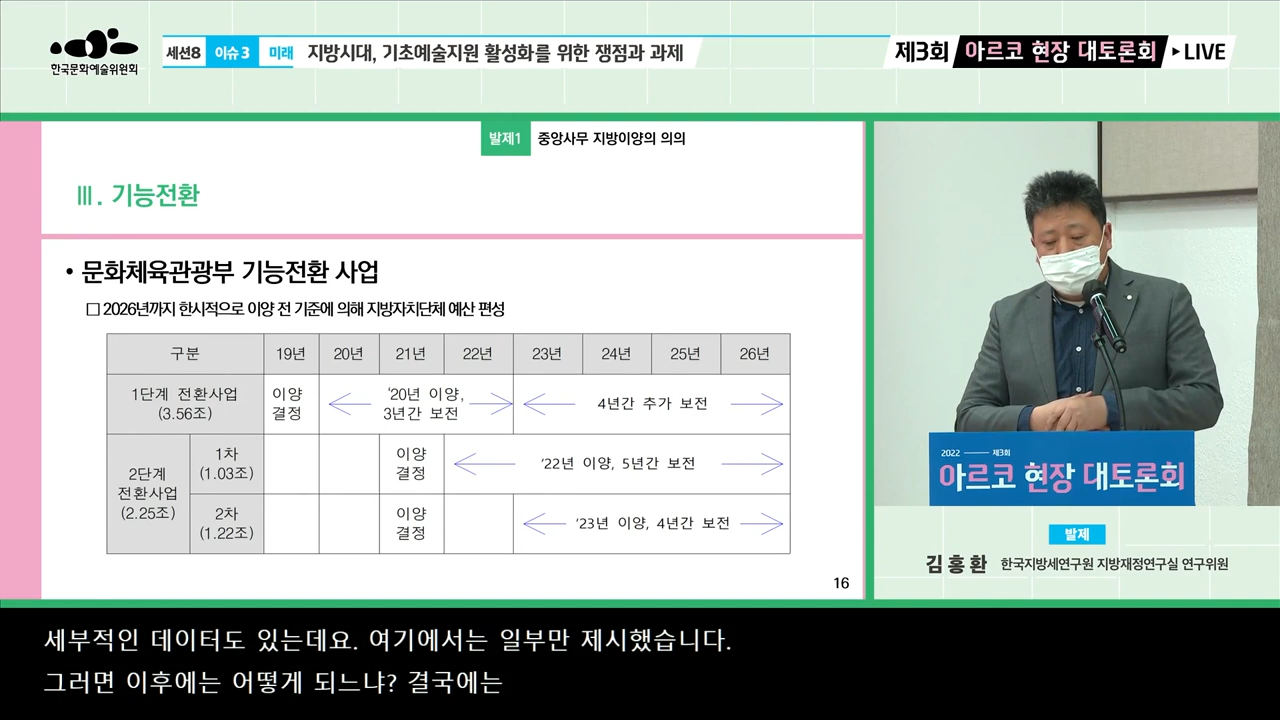 한국문화예술위원회
세션8 이슈 3 미래 지방시대, 기초예술지원 활성화를 위한 쟁점과 과제
제3회 아르코 현장 대토론회 LIVE
발제1 중앙사무 지방이양의 의의
Ⅲ. 기능전환
• 문화체육관광부 기능전환 사업
□ 2026년까지 한시적으로 이양 전 기준에 의해 지방자치단체 예산 편성
구분 19년 20년 21년 22년 23년 24년 25년 26년
1단계 전환사업
(3.56조)
이양
결정
‘20년 이양,
3년간 보전
4년간 추가 보전
2단계
전환사업
(2.25조)
1차
(1.03조)
이양
결정
’22년 이양, 5년간 보전
2차
(1.22조)
이양
결정
’23년 이양, 4년간 보전
16
2022 제3회
아르코 현장 대토론회
발제
김홍환 한국지방세연구원 지방재정연구실 연구위원
세부적인 데이터도 있는데요. 여기에서는 일부만 제시했습니다.
그러면 이후에는 어떻게 되느냐? 결국에는